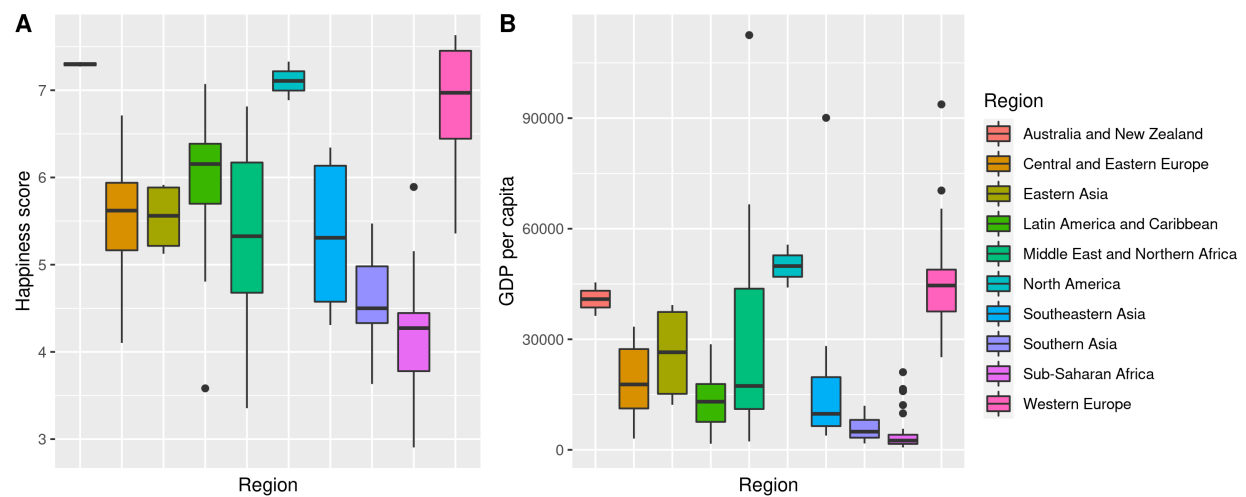 A
Happiness score
7
6
5
4
3
Region
B
GDP per capita
90000
60000
30000
0
Region
Region
Australia and New Zealand
Central and Eastern Europe
Eastern Asia
Latin America and Caribbean
Middle East and Northern Africa
North America
Southeastern Asia
Southern Asia
Sub-Saharan Africa
Western Europe